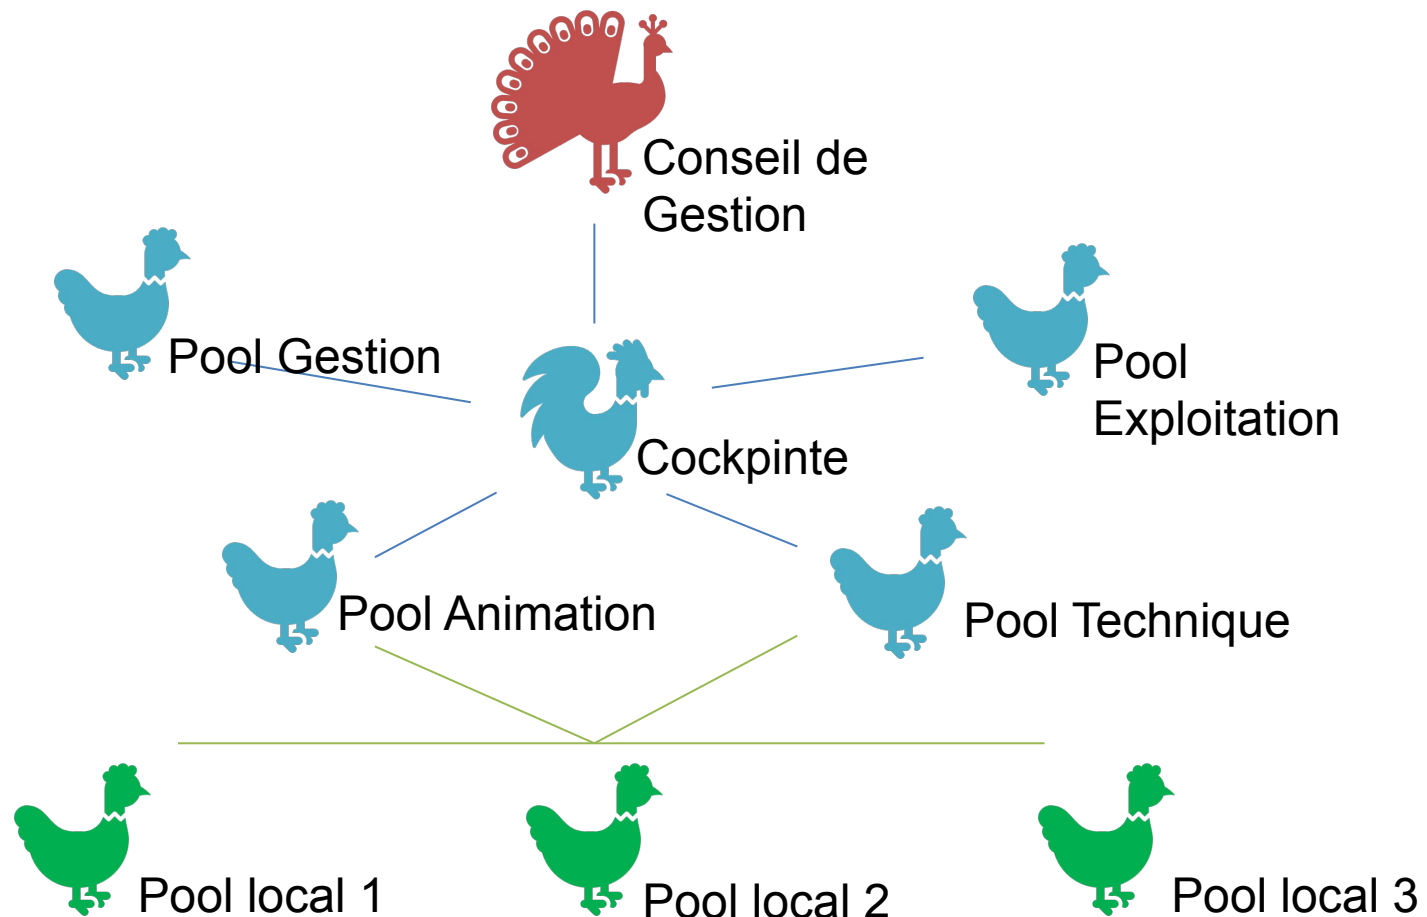 Conseil de
Gestion
Pool Gestion
Pool
Exploitation
Cockpinte
Pool Animation
Pool Technique
Pool local 1
Pool local 2
Pool local 3